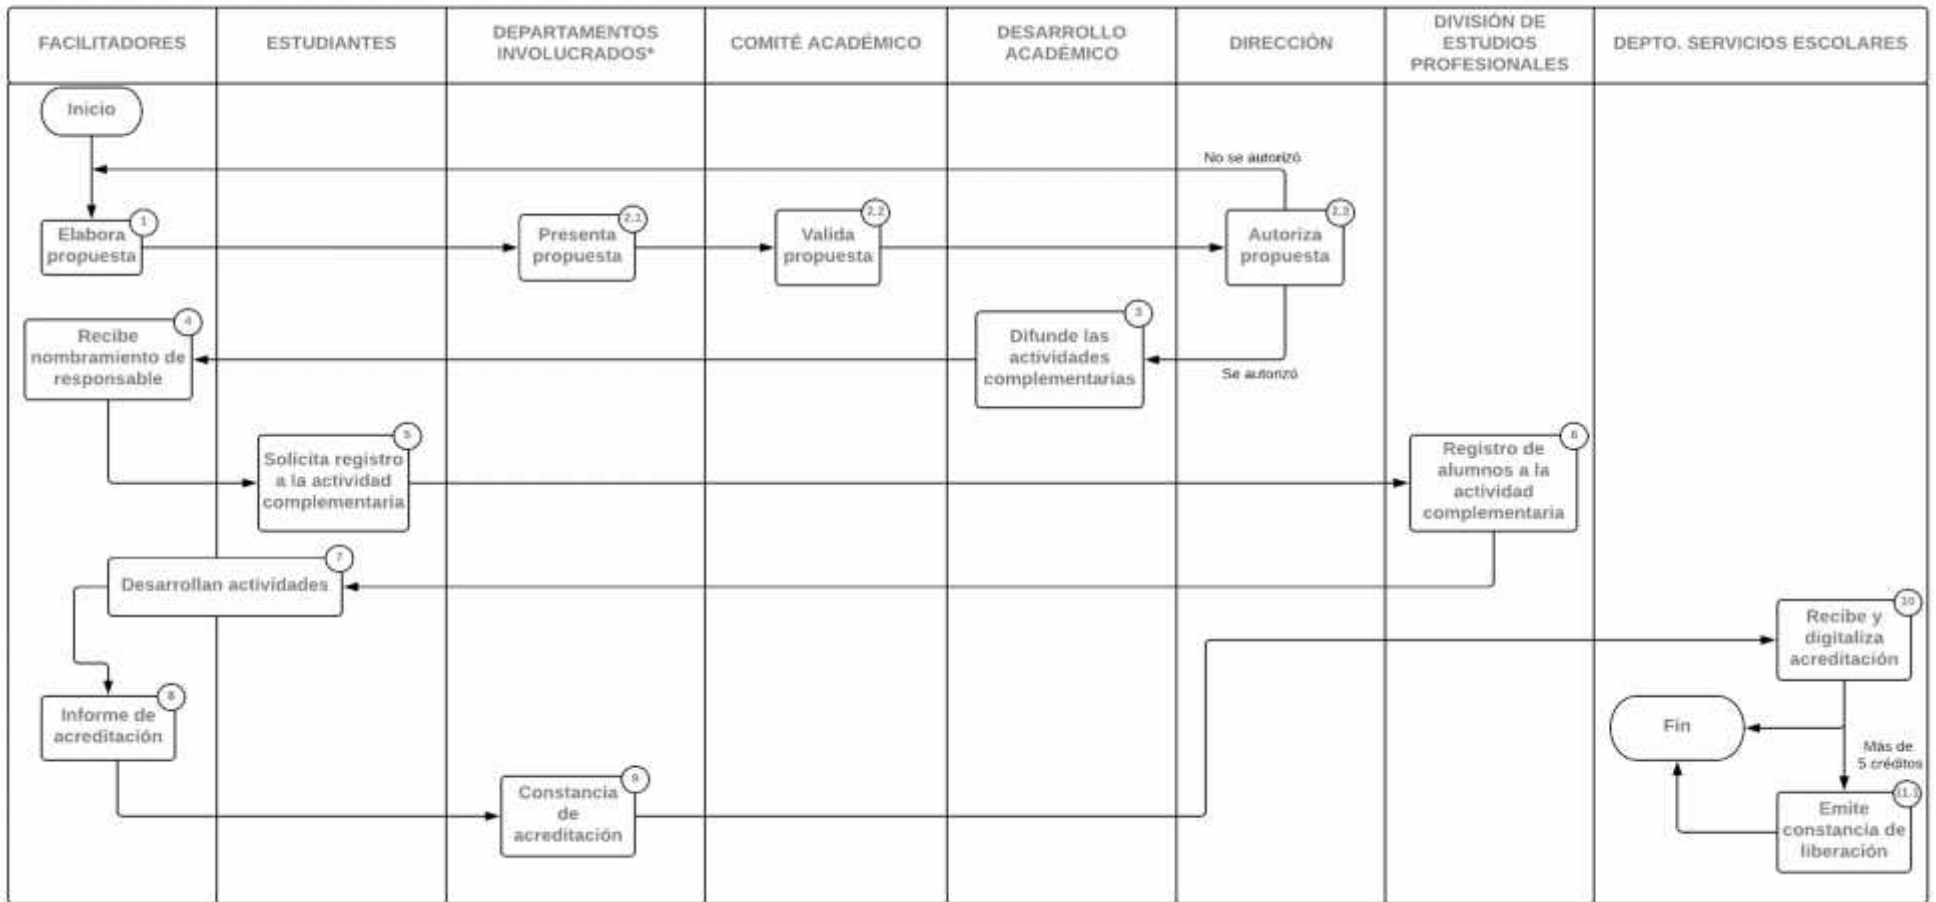 FACILITADORES
ESTUDIANTES
DEPARTAMENTOS
INVOLUCRADOS*
COMITÉ ACADÉMICO
DESARROLLO
ACADÉMICO
DIRECCIÓN
DIVISIÓN DE
ESTUDIOS
PROFESIONALES
DEPTO. SERVICIOS ESCOLARES
Inicio
No se autorizó
1
Elabora
propuesta
2.1
Presenta
propuesta
2.2
Valida
propuesta
2.3
Autoriza
propuesta
4
Recibe
nombramiento de
responsable
3
Difunde las
actividades
complementarias
Se autorizó
5
Solicita registro
a la actividad
complementaria
6
Registro de
alumnos a la
actividad
complementaria
7
Desarrollan actividades
10
Recibe y
digitaliza
acreditación
8
Informe de
acreditación
Fin
Más de
5 créditos
9
Constancia
de
acreditación
11.1
Emite
constancia de
liberación